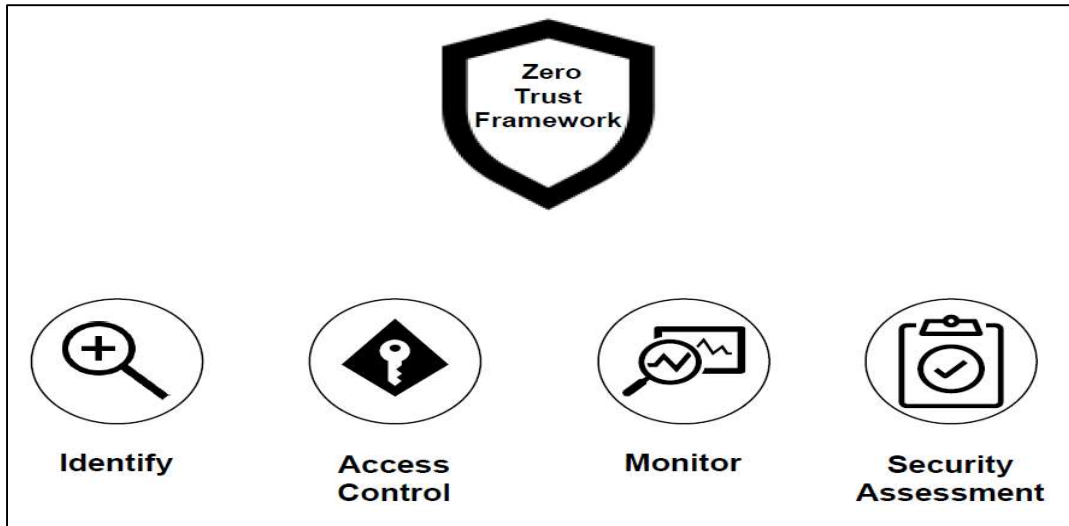 Zero
Trust
Framework
Identify
Access
Control
Monitor
Security
Assessment